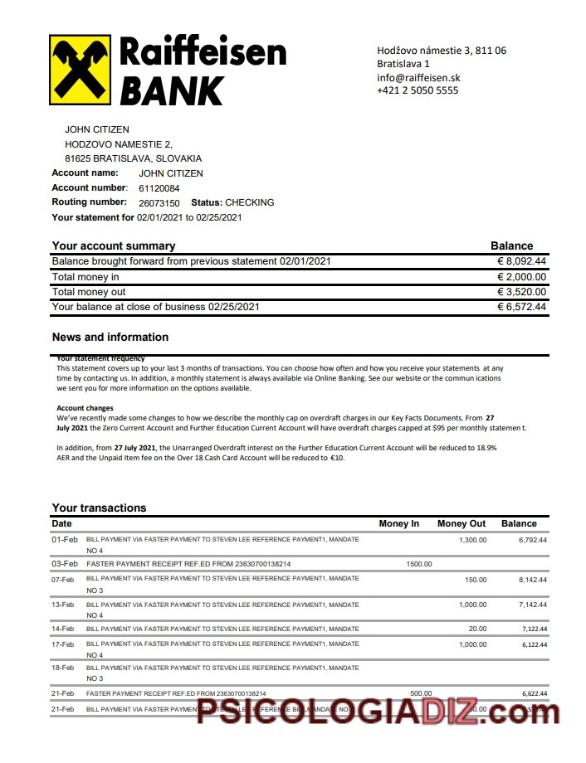 Raiffeisen
BANK
Hodžovo námestie 3, 811 06
Bratislava 1
info@raiffeisen.sk
+421 2 5050 5555
JOHN CITIZEN
HODZOVO NAMESTIE 2,
81625 BRATISLAVA, SLOVAKIA
Account name: JOHN CITIZEN
Account number: 61120084
Routing number: 26073150 Status: CHECKING
Your statement for 02/01/2021 to 02/25/2021
Your account summary Balance
Balance brought forward from previous statement 02/01/2021 € 8,092.44
Total money in € 2,000.00
Total money out € 3,520.00
Your balance at close of business 02/25/2021 € 6,572.44
News and information
Your statement frequency
This statement covers up to your last 3 months of transactions. You can choose how often and how you receive your statements at any
time by contacting us. In addition, a monthly statement is always available via Online Banking. See our website or the communications
we sent you for more information on the options available.
Account changes
We've recently made some changes to how we describe the monthly cap on overdraft charges in our Key Facts Documents. From 27
July 2021 the Zero Current Account and Further Education Current Account will have overdraft charges capped at $95 per monthly statement.
In addition, from 27 July 2021, the Unarranged Overdraft interest on the Further Education Current Account will be reduced to 18.9%
AER and the Unpaid Item fee on the Over 18 Cash Card Account will be reduced to €10.
Your transactions
Date Money In Money Out Balance
01-Feb BILL PAYMENT VIA FASTER PAYMENT TO STEVEN LEE REFERENCE PAYMENT1, MANDATE 1,300.00 6,792.44
NO 4
03-Feb FASTER PAYMENT RECEIPT REF.ED FROM 23630700138214 1500.00
07-Feb BILL PAYMENT VIA FASTER PAYMENT TO STEVEN LEE REFERENCE PAYMENT1, MANDATE 150.00 8,142.44
NO 3
13-Feb BILL PAYMENT VIA FASTER PAYMENT TO STEVEN LEE REFERENCE PAYMENT1, MANDATE 1,000.00 7,142.44
NO 4
14-Feb BILL PAYMENT VIA FASTER PAYMENT TO STEVEN LEE REFERENCE PAYMENT1, MANDATE 20.00 7,122.44
17-Feb BILL PAYMENT VIA FASTER PAYMENT TO STEVEN LEE REFERENCE PAYMENT1, MANDATE 1,000.00 6,122.44
NO 4
18-Feb BILL PAYMENT VIA FASTER PAYMENT TO STEVEN LEE REFERENCE PAYMENT1, MANDATE
NO 3
21-Feb FASTER PAYMENT RECEIPT REF.ED FROM 23630700138214 500.00 6,622.44
21-Feb BILL PAYMENT VIA FASTER PAYMENT TO STEVEN LEE REFERENCE
PSICOLOGIADIZ.com